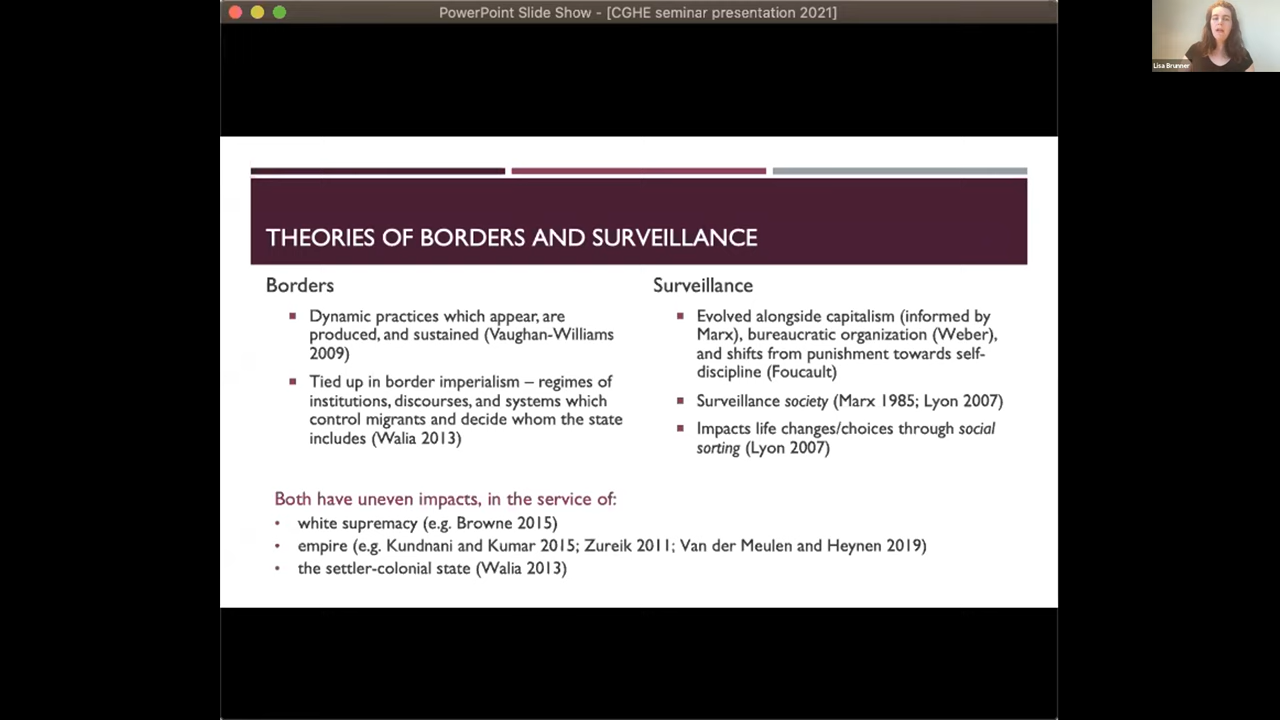 PowerPoint Slide Show - [CGHE seminar presentation 2021]
Lisa Brunner
THEORIES OF BORDERS AND SURVEILLANCE
Borders
Dynamic practices which appear, are
produced, and sustained (Vaughan-Williams
2009)
Tied up in border imperialism – regimes of
institutions, discourses, and systems which
control migrants and decide whom the state
includes (Walia 2013)
Surveillance
Evolved alongside capitalism (informed by
Marx), bureaucratic organization (Weber),
and shifts from punishment towards self-
discipline (Foucault)
Surveillance society (Marx 1985; Lyon 2007)
Impacts life changes/choices through social
sorting (Lyon 2007)
Both have uneven impacts, in the service of:
• white supremacy (e.g. Browne 2015)
• empire (e.g. Kundnani and Kumar 2015; Zureik 2011; Van der Meulen and Heynen 2019)
• the settler-colonial state (Walia 2013)